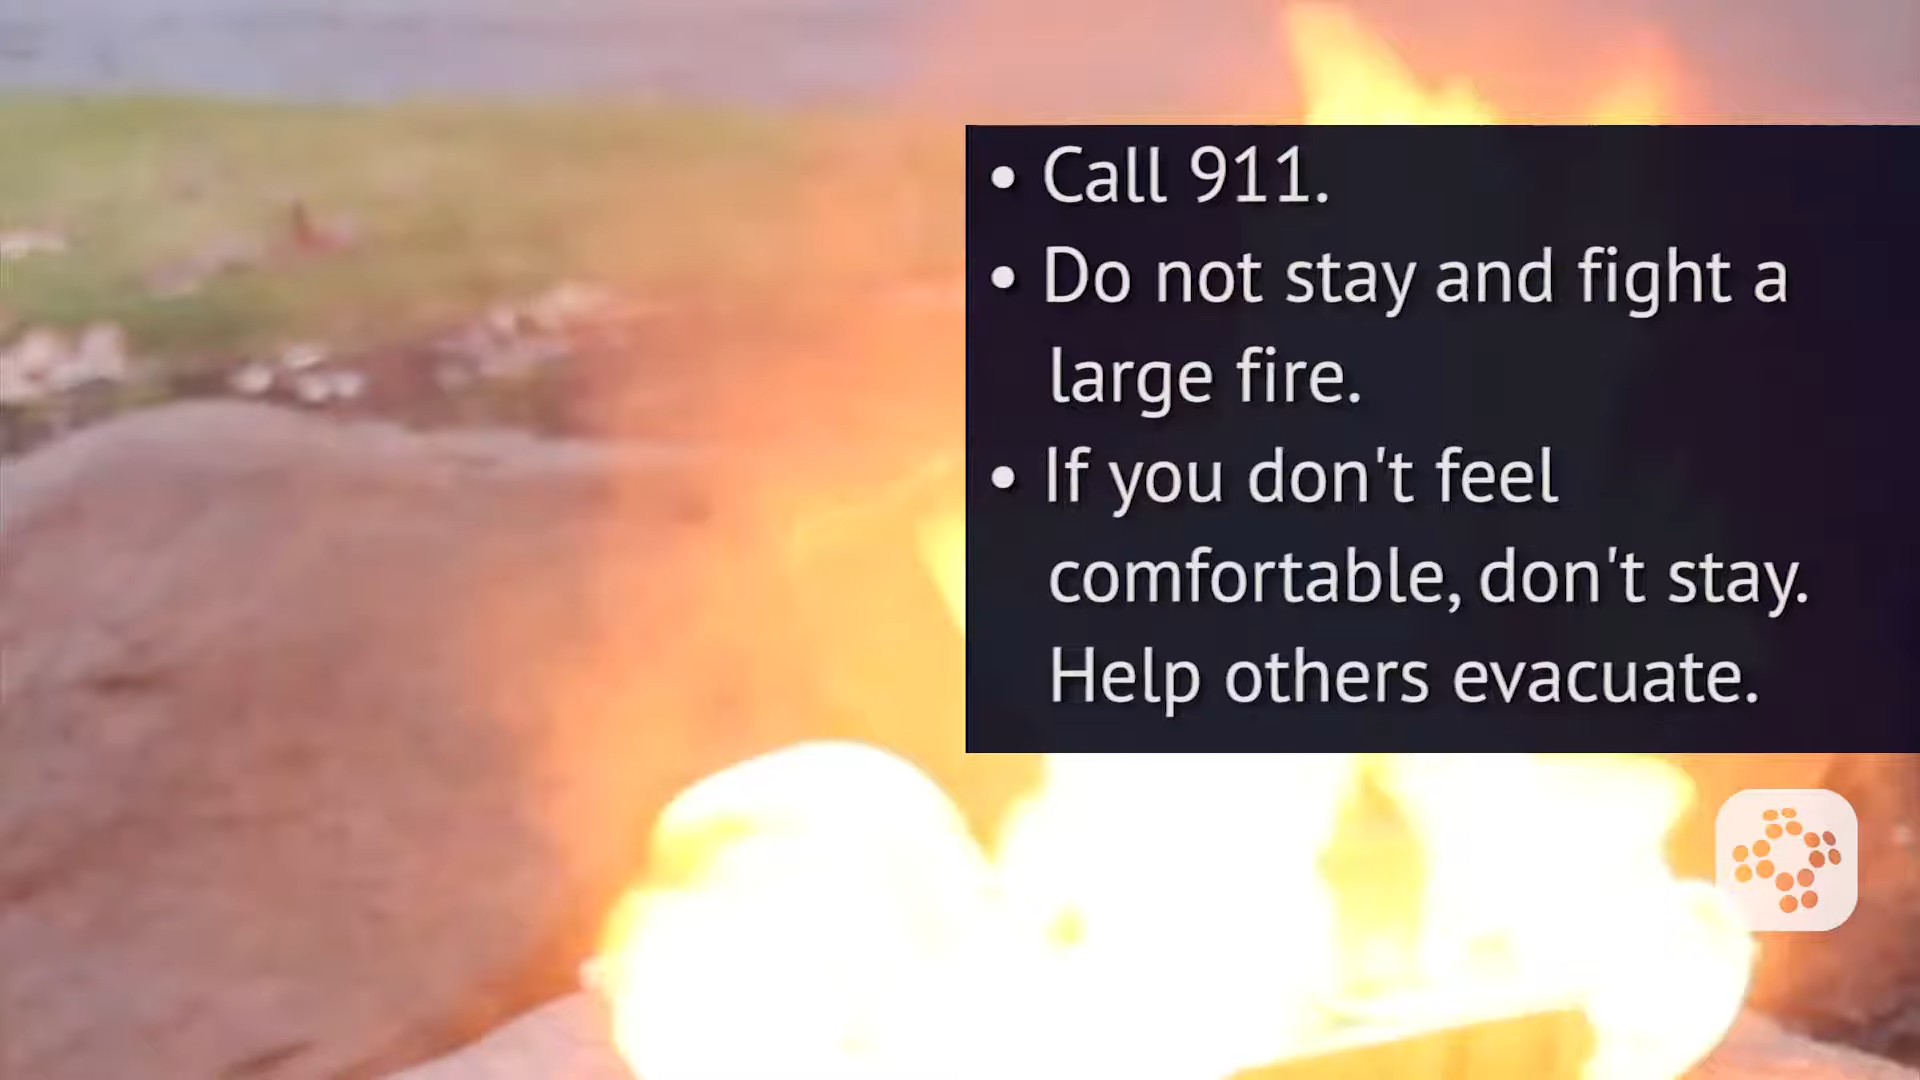 • Call 911.
• Do not stay and fight a
large fire.
• If you don't feel
comfortable, don't stay.
Help others evacuate.